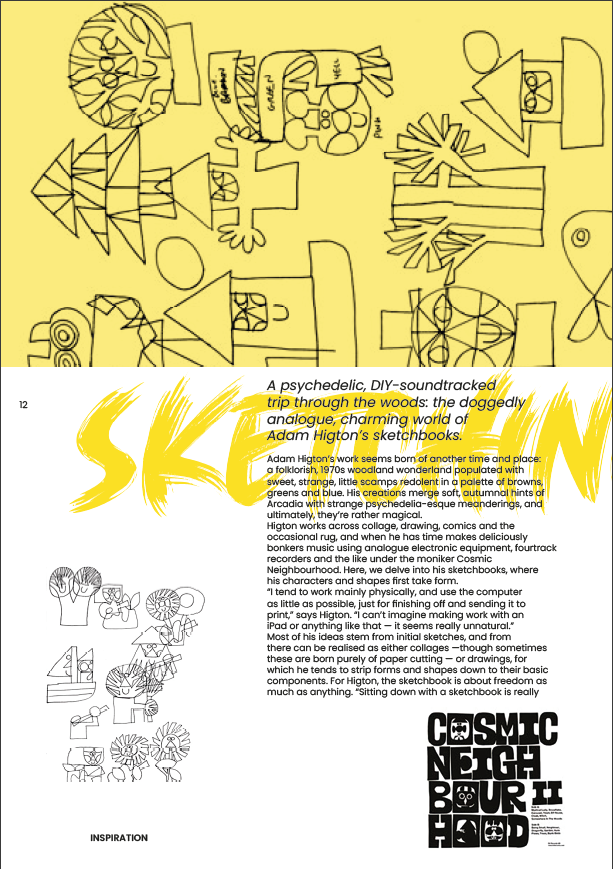 BROWN
GREEN
YELL
PINK
12
SKETCHIN
A psychedelic, DIY-soundtracked
trip through the woods: the doggedly
analogue, charming world of
Adam Higton's sketchbooks.
Adam Higton's work seems born of another time and place:
a folklorish, 1970s woodland wonderland populated with
sweet, strange, little scamps redolent in a palette of browns,
greens and blue. His creations merge soft, autumnal hints of
Arcadia with strange psychedelia-esque meanderings, and
ultimately, they're rather magical.
Higton works across collage, drawing, comics and the
occasional rug, and when he has time makes deliciously
bonkers music using analogue electronic equipment, fourtrack
recorders and the like under the moniker Cosmic
Neighbourhood. Here, we delve into his sketchbooks, where
his characters and shapes first take form.
"I tend to work mainly physically, and use the computer
as little as possible, just for finishing off and sending it to
print," says Higton. "I can't imagine making work with an
iPad or anything like that — it seems really unnatural."
Most of his ideas stem from initial sketches, and from
there can be realised as either collages —though sometimes
these are born purely of paper cutting — or drawings, for
which he tends to strip forms and shapes down to their basic
components. For Higton, the sketchbook is about freedom as
much as anything. "Sitting down with a sketchbook is really
COSMIC
NEIGH
BOUR II
HOOD
INSPIRATION